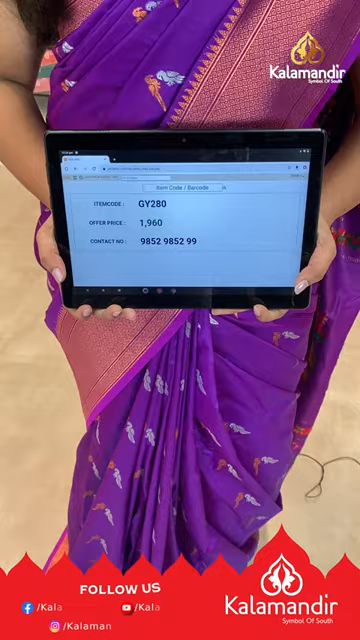 Kalamandir
Symbol Of South
Item Code / Barcode
ITEMCODE : GY280
OFFER PRICE : 1,960
CONTACT NO : 9852 9852 99
FOLLOW US
/Kala
/Kala
/Kalaman
Kalamandir
Symbol Of South